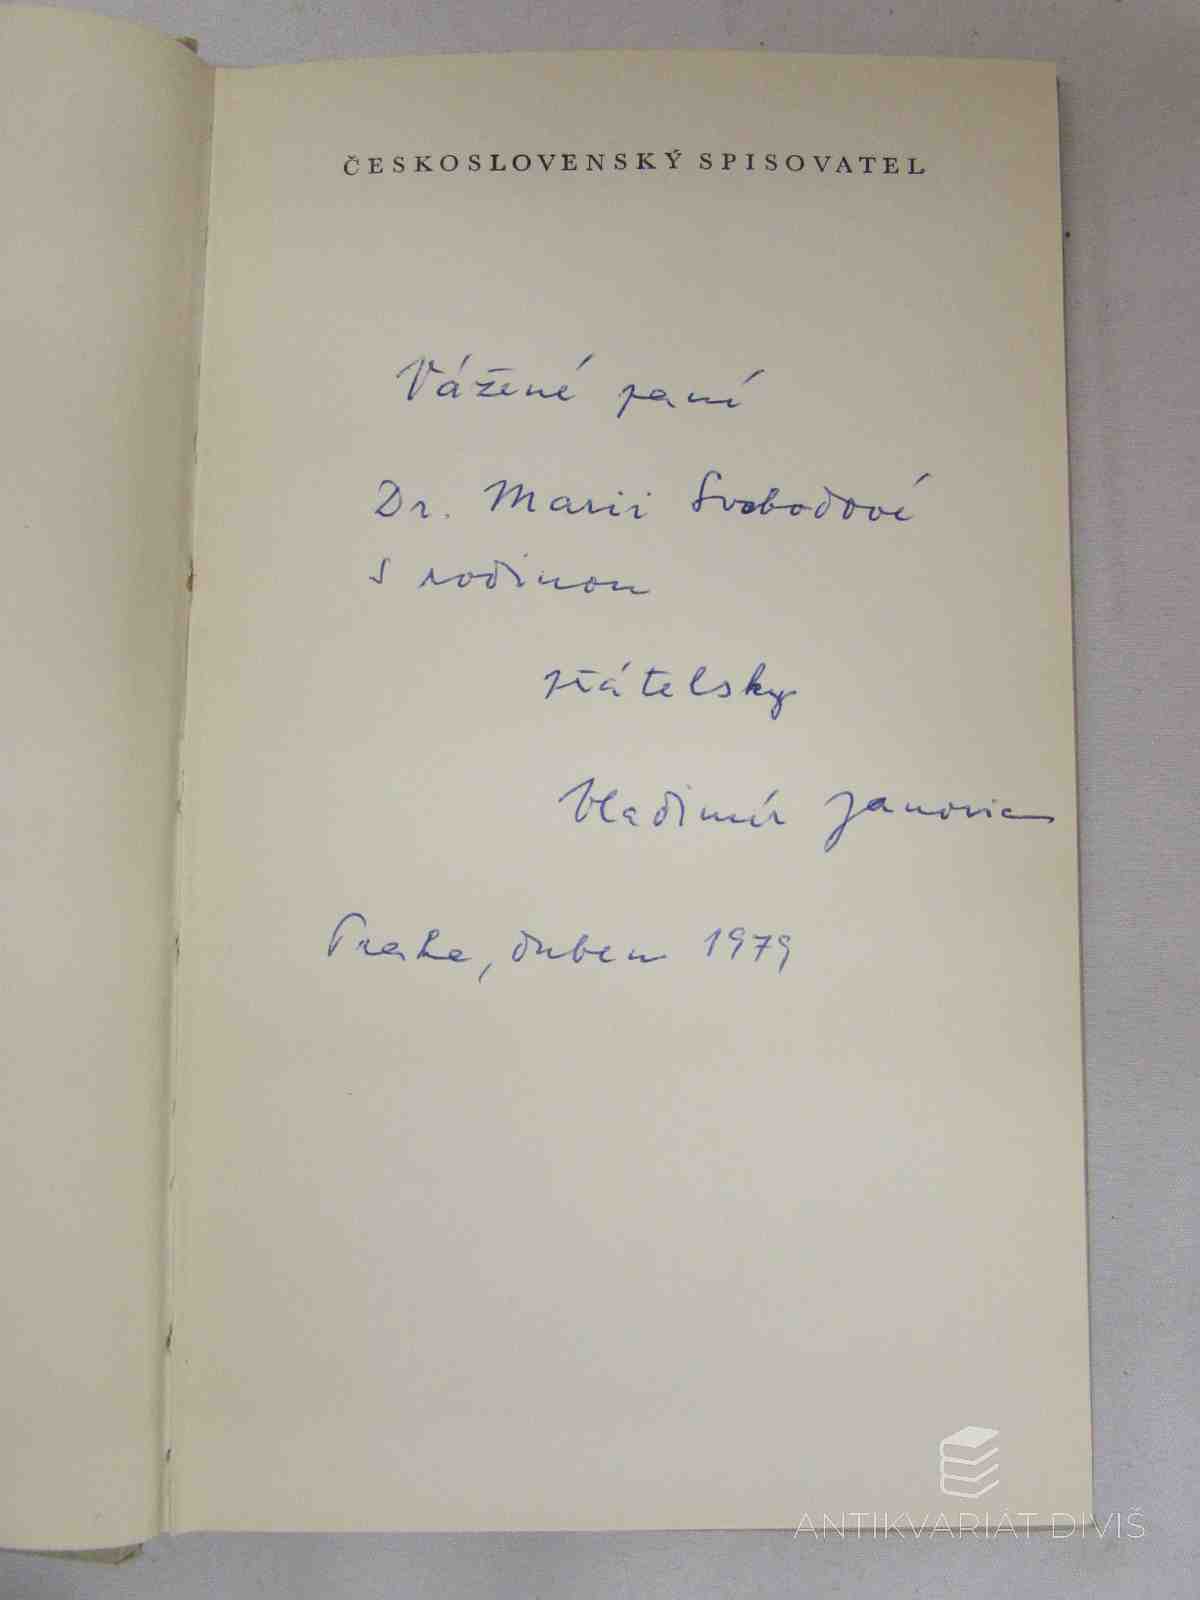 ČESKOSLOVENSKÝ SPISOVATEL
Vážené paní
Dr. Marii Svobodové
s rodinou
přátelsky
Vladimír Janovic
Praha, duben 1979
ANTIKVARIÁT DIVIŠ